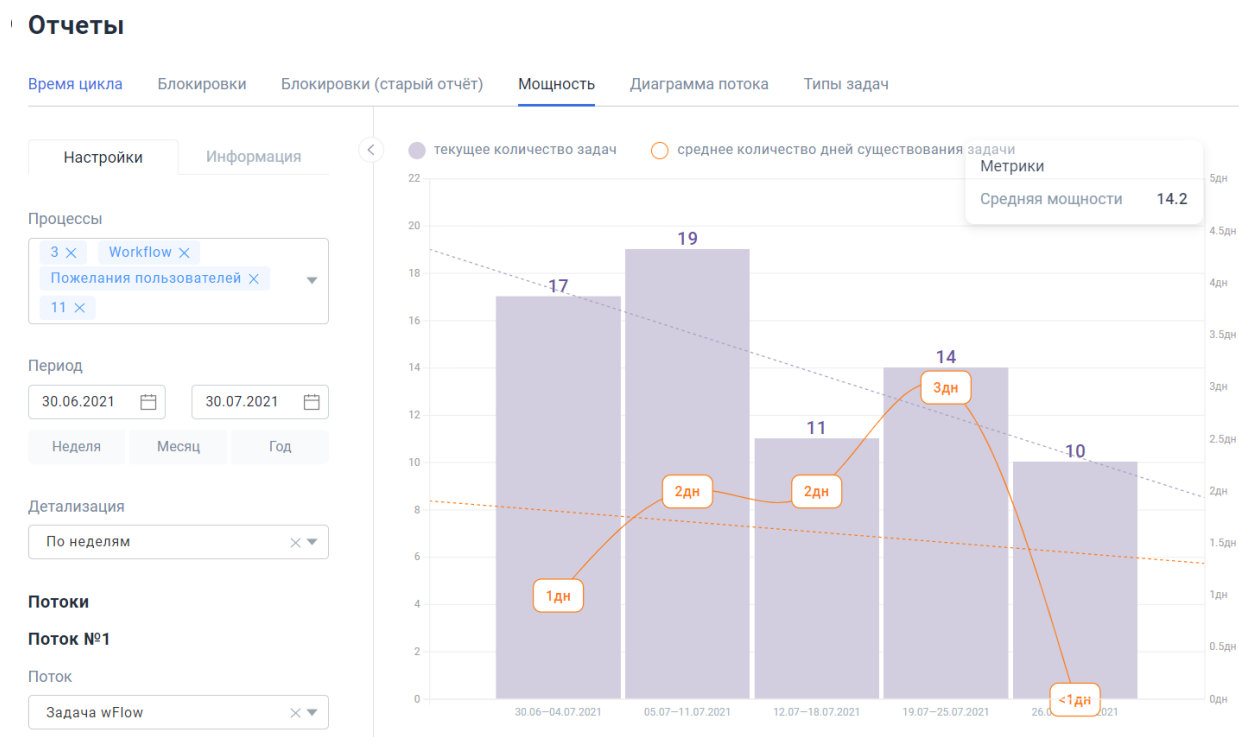 Отчеты
Время цикла Блокировки Блокировки (старый отчёт) Мощность Диаграмма потока Типы задач
Настройки Информация
Процессы
3 × Workflow ×
Пожелания пользователей ×
11 ×
Период
30.06.2021 30.07.2021
Неделя Месяц Год
Детализация
По неделям ×
Потоки
Поток №1
Поток
Задача wFlow ×
текущее количество задач среднее количество дней существования задачи
Метрики
Средняя мощности 14.2
22
20
18
16
14
12
10
8
6
4
2
0
17
19
11
14
10
1дн
2дн
2дн
3дн
<1дн
5дн
4.5дн
4дн
3.5дн
3дн
2.5дн
2дн
1.5дн
1дн
0.5дн
0дн
30.06—04.07.2021 05.07—11.07.2021 12.07—18.07.2021 19.07—25.07.2021